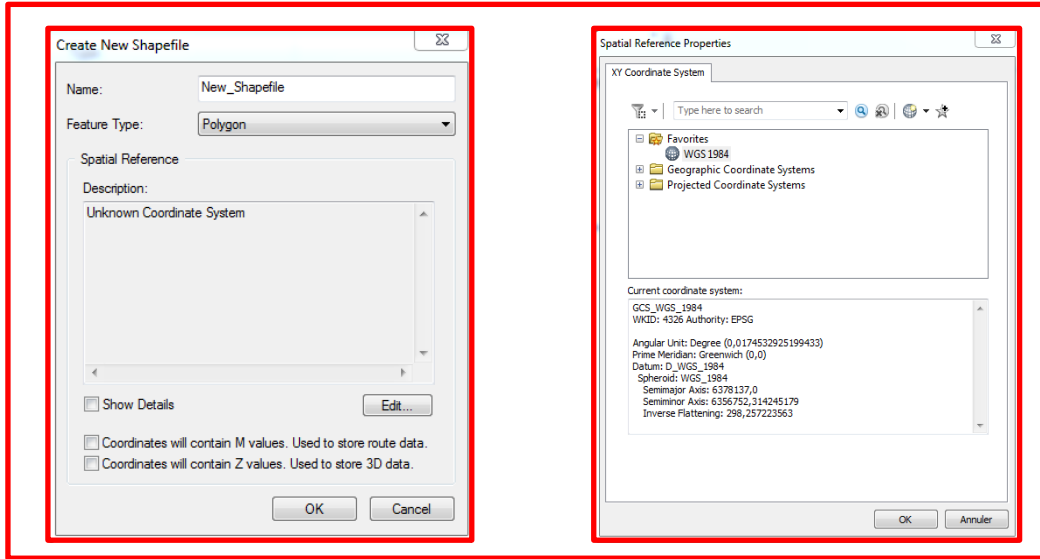 Create New Shapefile
Name: New_Shapefile
Feature Type: Polygon
Spatial Reference
Description:
Unknown Coordinate System
Show Details Edit...
Coordinates will contain M values. Used to store route data.
Coordinates will contain Z values. Used to store 3D data.
OK Cancel
Spatial Reference Properties
XY Coordinate System
Type here to search
Favorites
WGS 1984
Geographic Coordinate Systems
Projected Coordinate Systems
Current coordinate system:
GCS_WGS_1984
WKID: 4326 Authority: EPSG
Angular Unit: Degree (0,0174532925199433)
Prime Meridian: Greenwich (0,0)
Datum: D_WGS_1984
Spheroid: WGS_1984
Semimajor Axis: 6378137,0
Semiminor Axis: 6356752,314245179
Inverse Flattening: 298,257223563
OK Annuler